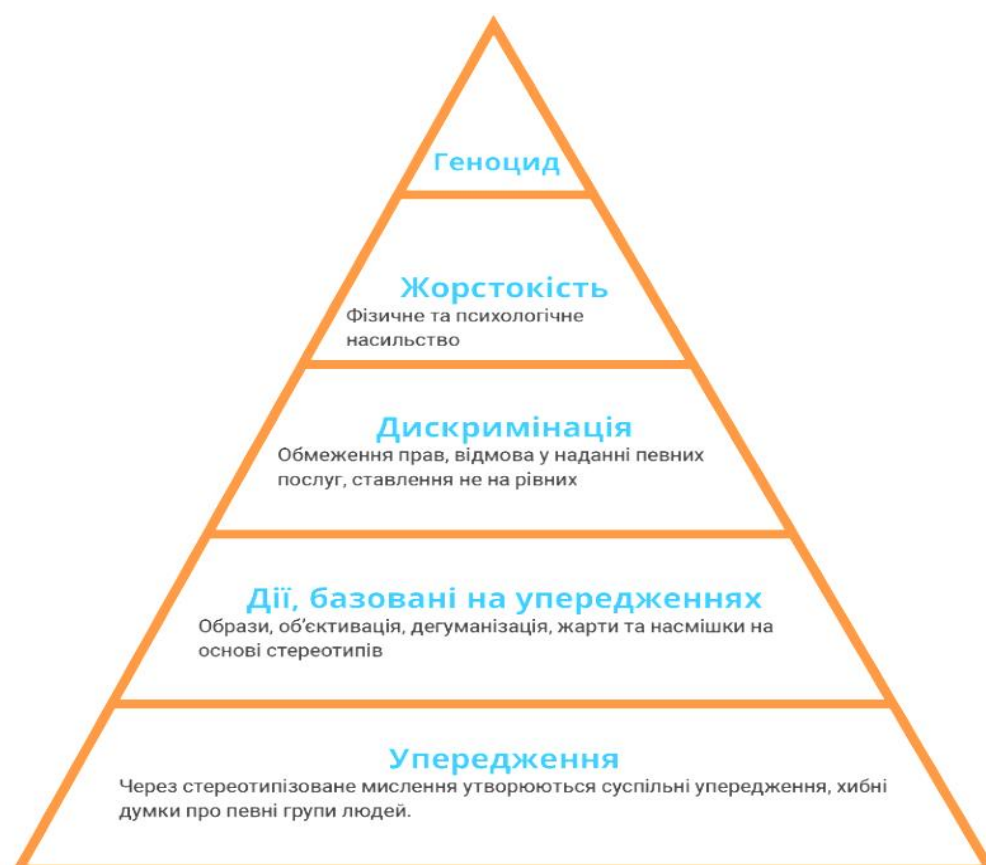 Геноцид
Жорстокість
Фізичне та психологічне
насильство
Дискримінація
Обмеження прав, відмова у наданні певних
послуг, ставлення не на рівних
Дії, базовані на упередженнях
Образи, об’єктивація, дегуманізація, жарти та насмішки на
основі стереотипів
Упередження
Через стереотипізоване мислення утворюються суспільні упередження, хибні
думки про певні групи людей.